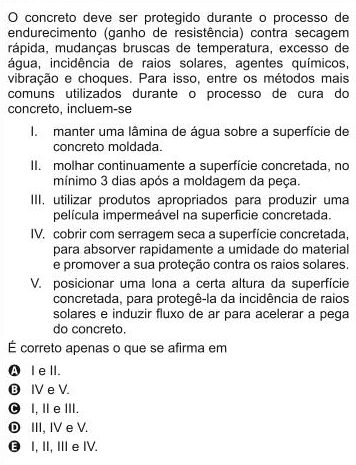 O concreto deve ser protegido durante o processo de
endurecimento (ganho de resistência) contra secagem
rápida, mudanças bruscas de temperatura, excesso de
água, incidência de raios solares, agentes químicos,
vibração e choques. Para isso, entre os métodos mais
comuns utilizados durante o processo de cura do
concreto, incluem-se
I. manter uma lâmina de água sobre a superfície de
concreto moldada.
II. molhar continuamente a superfície concretada, no
mínimo 3 dias após a moldagem da peça.
III. utilizar produtos apropriados para produzir uma
película impermeável na superfície concretada.
IV. cobrir com serragem seca a superfície concretada,
para absorver rapidamente a umidade do material
e promover a sua proteção contra os raios solares.
V. posicionar uma lona a certa altura da superfície
concretada, para protegê-la da incidência de raios
solares e induzir fluxo de ar para acelerar a pega
do concreto.
É correto apenas o que se afirma em
A I e II.
B IV e V.
C I, II e III.
D III, IV e V.
E I, II, III e IV.